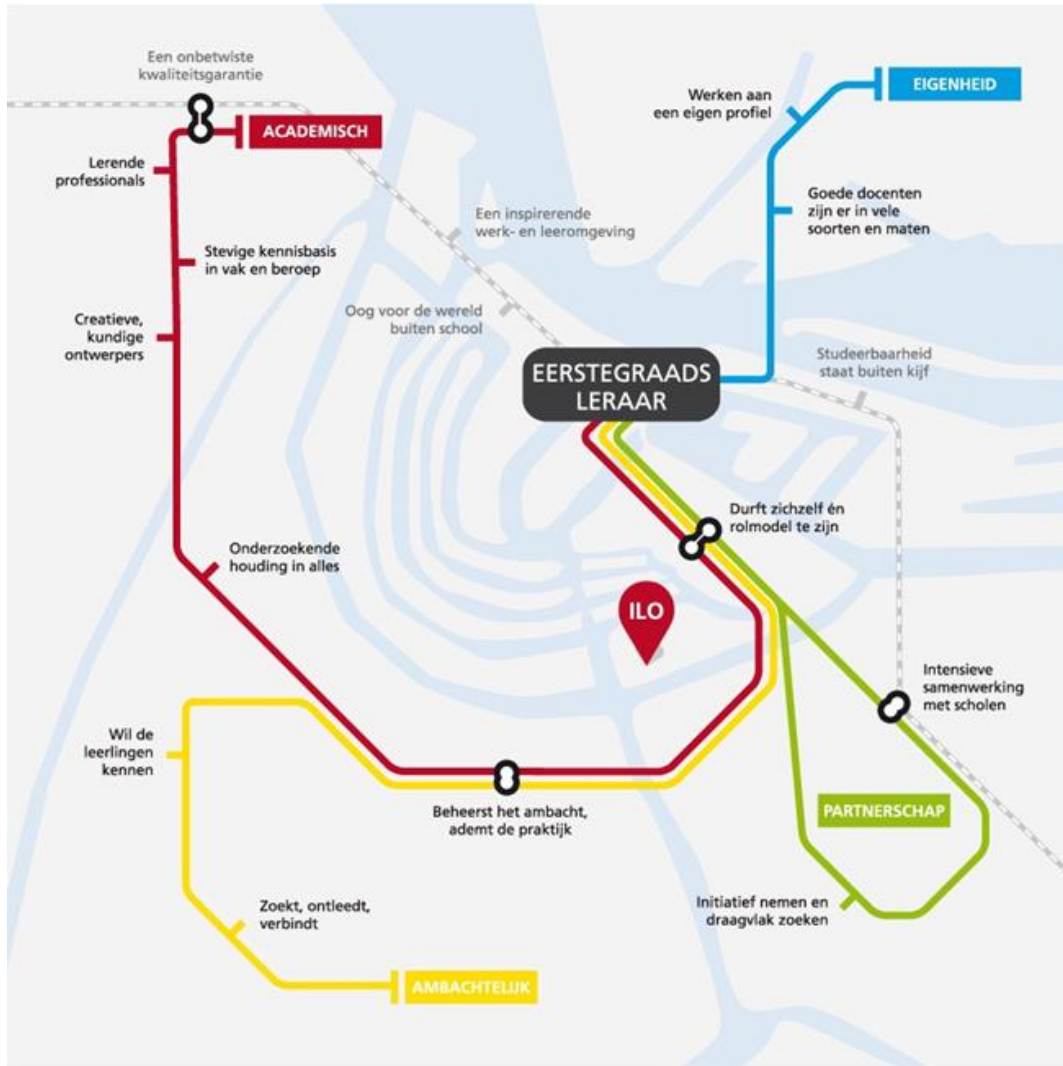 Een onbetwiste
kwaliteitsgarantie
ACADEMISCH
Lerende
professionals
Stevige kennisbasis
in vak en beroep
Creatieve,
kundige
ontwerpers
Onderzoekende
houding in alles
Een inspirerende
werk- en leeromgeving
Oog voor de wereld
buiten school
EIGENHEID
Werken aan
een eigen profiel
Goede docenten
zijn er in vele
soorten en maten
Studeerbaarheid
staat buiten kijf
EERSTEGRAADS
LERAAR
Durft zichzelf én
rolmodel te zijn
ILO
Intensieve
samenwerking
met scholen
PARTNERSCHAP
Initiatief nemen en
draagvlak zoeken
Wil de
leerlingen
kennen
Beheerst het ambacht,
ademt de praktijk
Zoekt, ontleedt,
verbindt
AMBACHTELIJK